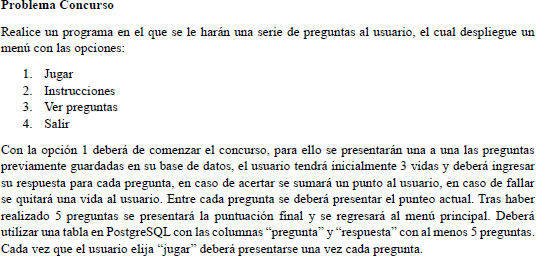 Problema Concurso
Realice un programa en el que se le harán una serie de preguntas al usuario, el cual despliegue un
menú con las opciones:
1. Jugar
2. Instrucciones
3. Ver preguntas
4. Salir
Con la opción 1 deberá de comenzar el concurso, para ello se presentarán una a una las preguntas
previamente guardadas en su base de datos, el usuario tendrá inicialmente 3 vidas y deberá ingresar
su respuesta para cada pregunta, en caso de acertar se sumará un punto al usuario, en caso de fallar
se quitará una vida al usuario. Entre cada pregunta se deberá presentar el punteo actual. Tras haber
realizado 5 preguntas se presentará la puntuación final y se regresará al menú principal. Deberá
utilizar una tabla en PostgreSQL con las columnas “pregunta” y “respuesta” con al menos 5 preguntas.
Cada vez que el usuario elija “jugar” deberá presentarse una vez cada pregunta.